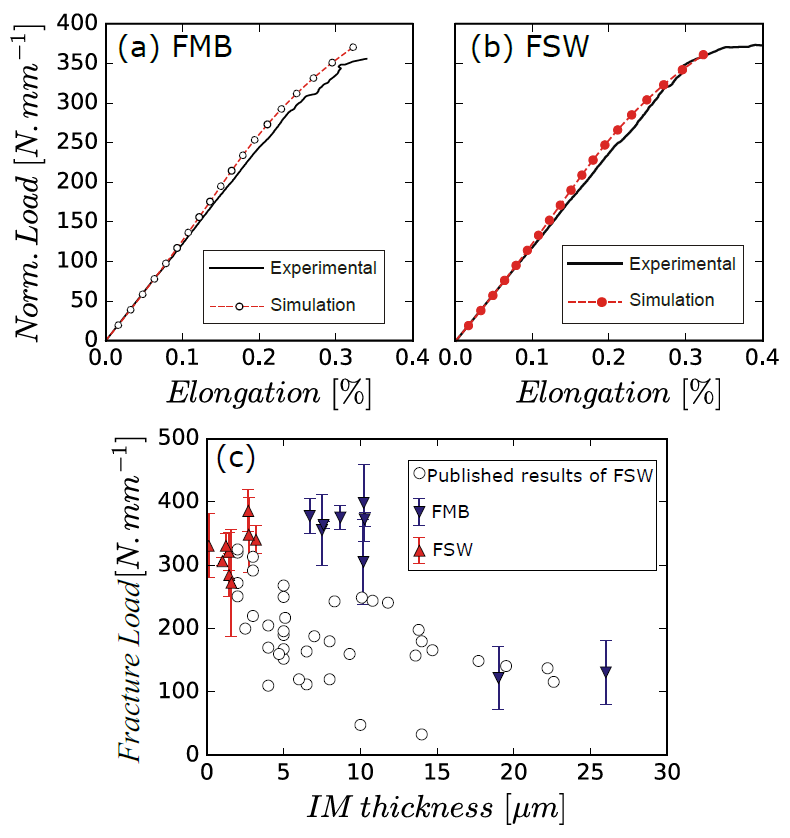 (a) FMB
(b) FSW
400
350
300
250
200
150
100
50
0
Norm. Load [N.mm⁻¹]
Experimental
Simulation
Experimental
Simulation
0.0 0.1 0.2 0.3 0.4
0.0 0.1 0.2 0.3 0.4
Elongation [%]
Elongation [%]
(c)
500
400
300
200
100
0
Fracture Load[N.mm⁻¹]
Published results of FSW
FMB
FSW
0 5 10 15 20 25 30
IM thickness [μm]